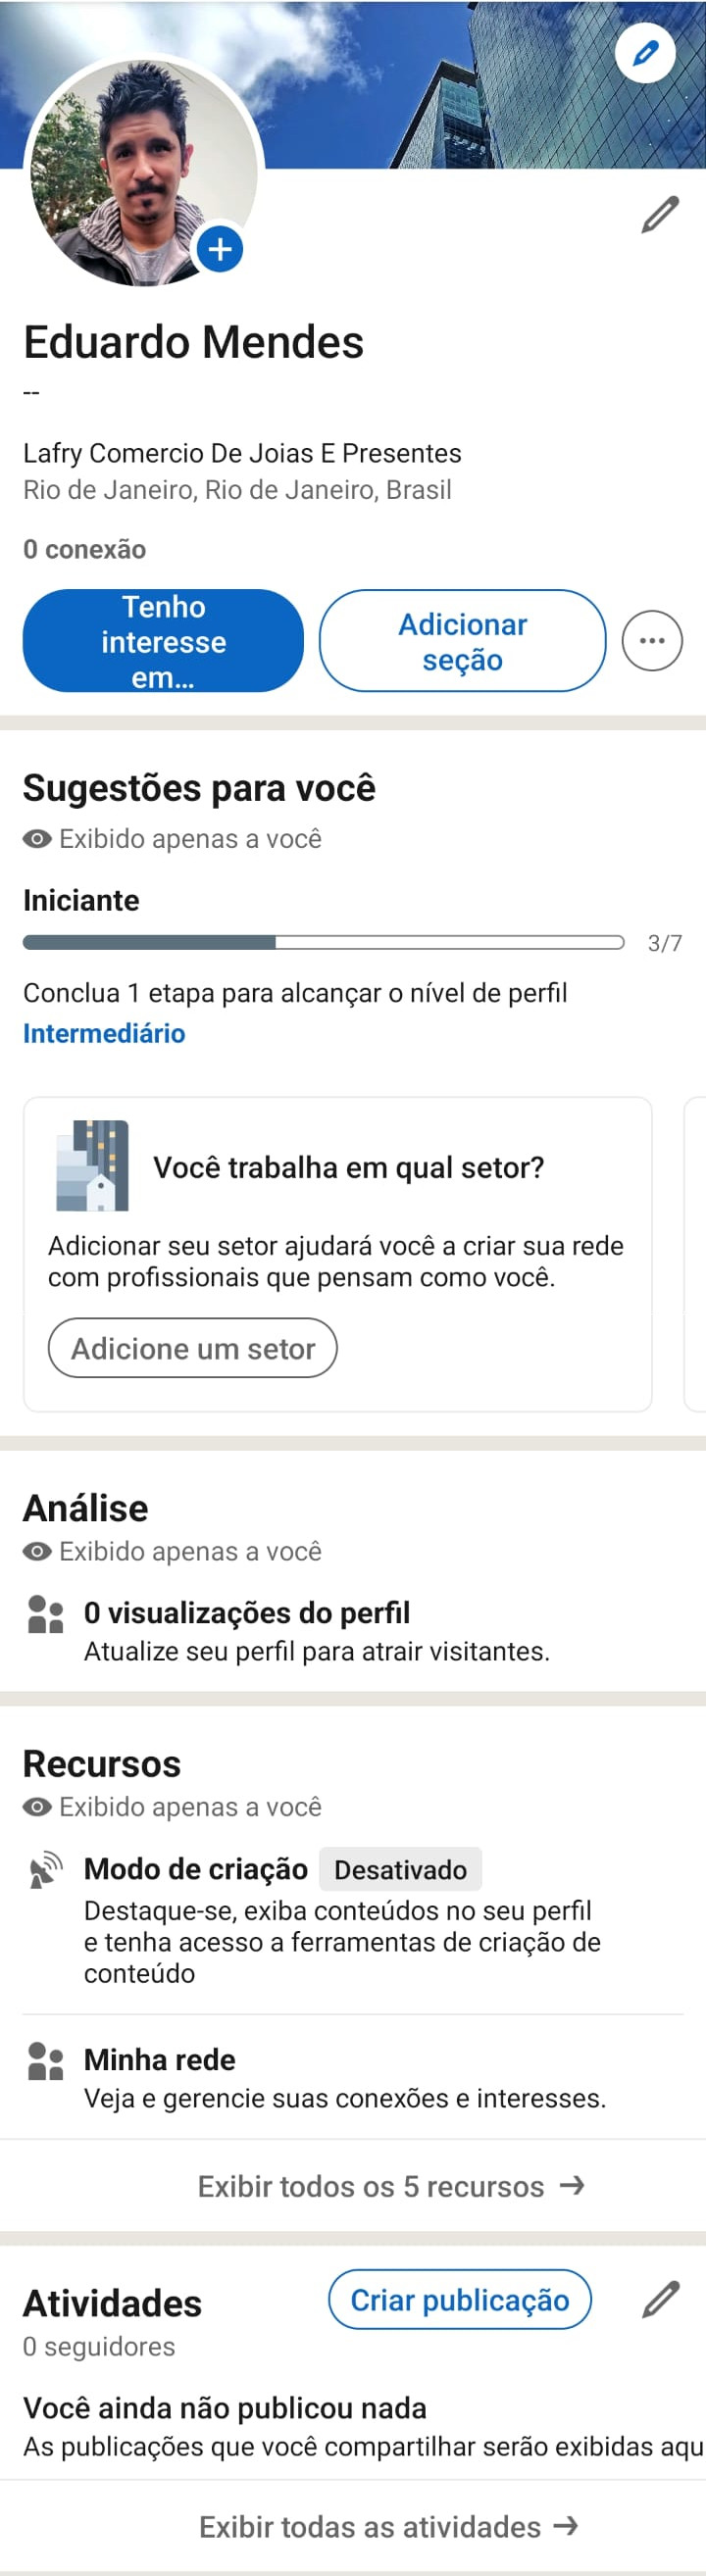 Eduardo Mendes
--
Lafry Comercio De Joias E Presentes
Rio de Janeiro, Rio de Janeiro, Brasil
0 conexão
Tenho
interesse
em...
Adicionar
seção
Sugestões para você
Exibido apenas a você
Iniciante
3/7
Conclua 1 etapa para alcançar o nível de perfil
Intermediário
Você trabalha em qual setor?
Adicionar seu setor ajudará você a criar sua rede
com profissionais que pensam como você.
Adicione um setor
Análise
Exibido apenas a você
0 visualizações do perfil
Atualize seu perfil para atrair visitantes.
Recursos
Exibido apenas a você
Modo de criação Desativado
Destaque-se, exiba conteúdos no seu perfil
e tenha acesso a ferramentas de criação de
conteúdo
Minha rede
Veja e gerencie suas conexões e interesses.
Exibir todos os 5 recursos →
Atividades
Criar publicação
0 seguidores
Você ainda não publicou nada
As publicações que você compartilhar serão exibidas aqu
Exibir todas as atividades →